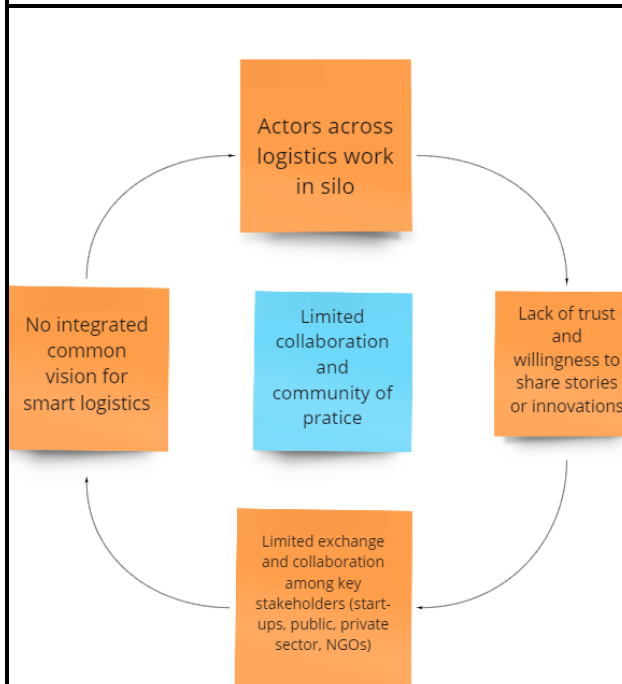 Actors across
logistics work
in silo
No integrated
common
vision for
smart logistics
Limited
collaboration
and
community of
pratice
Lack of trust
and
willingness to
share stories
or innovations
Limited exchange
and collaboration
among key
stakeholders (start-
ups, public, private
sector, NGOs)